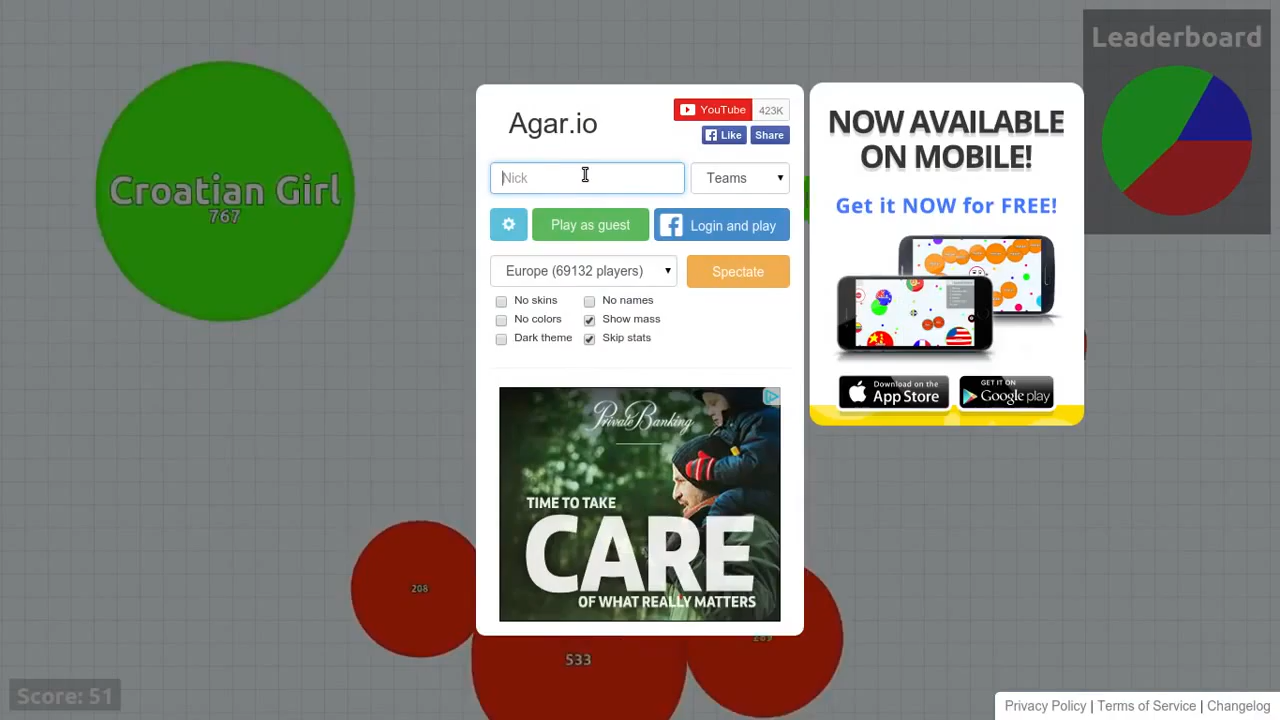 Leaderboard
Croatian Girl
767
Agar.io
YouTube 423K
Like Share
Nick
Teams
Play as guest
Login and play
Europe (69132 players)
Spectate
No skins
No names
No colors
Show mass
Dark theme
Skip stats
Private Banking
TIME TO TAKE
CARE
OF WHAT REALLY MATTERS
NOW AVAILABLE
ON MOBILE!
Get it NOW for FREE!
Download on the
App Store
GET IT ON
Google play
208
533
289
Score: 51
Privacy Policy | Terms of Service | Changelog